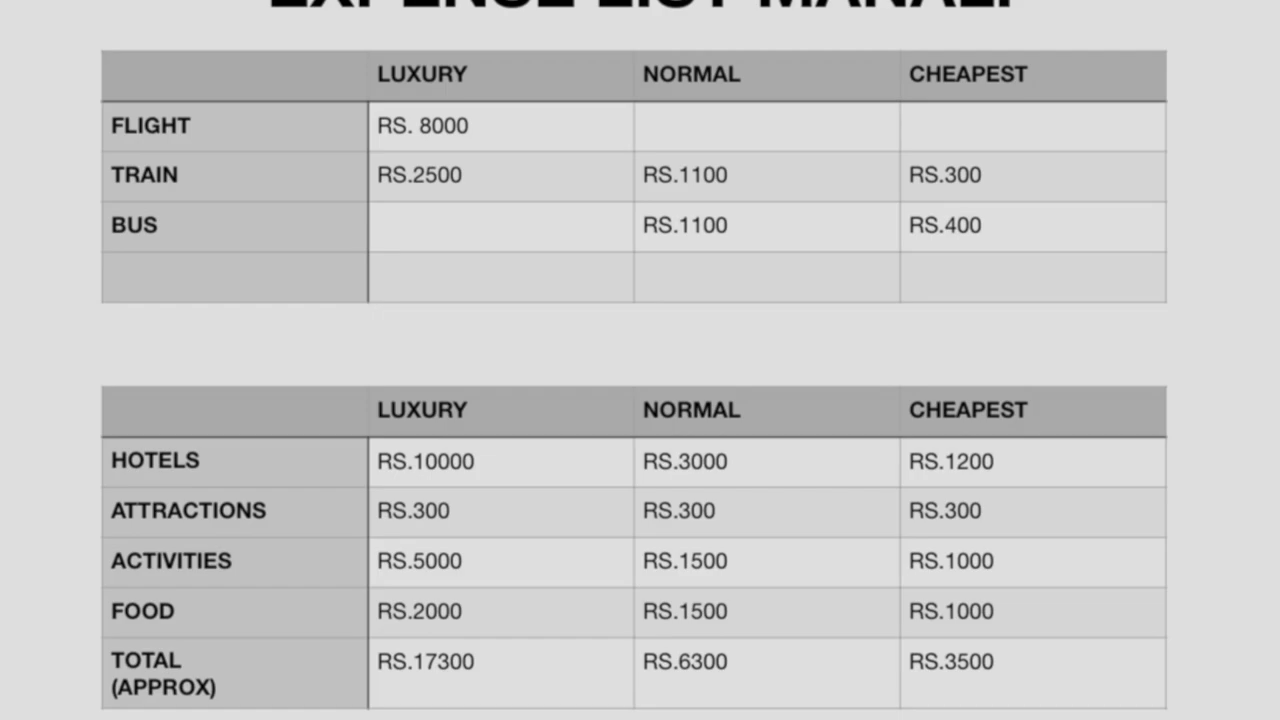 EXPENSE LIST MANALI
LUXURY NORMAL CHEAPEST
FLIGHT RS. 8000
TRAIN RS.2500 RS.1100 RS.300
BUS RS.1100 RS.400
LUXURY NORMAL CHEAPEST
HOTELS RS.10000 RS.3000 RS.1200
ATTRACTIONS RS.300 RS.300 RS.300
ACTIVITIES RS.5000 RS.1500 RS.1000
FOOD RS.2000 RS.1500 RS.1000
TOTAL RS.17300 RS.6300 RS.3500
(APPROX)